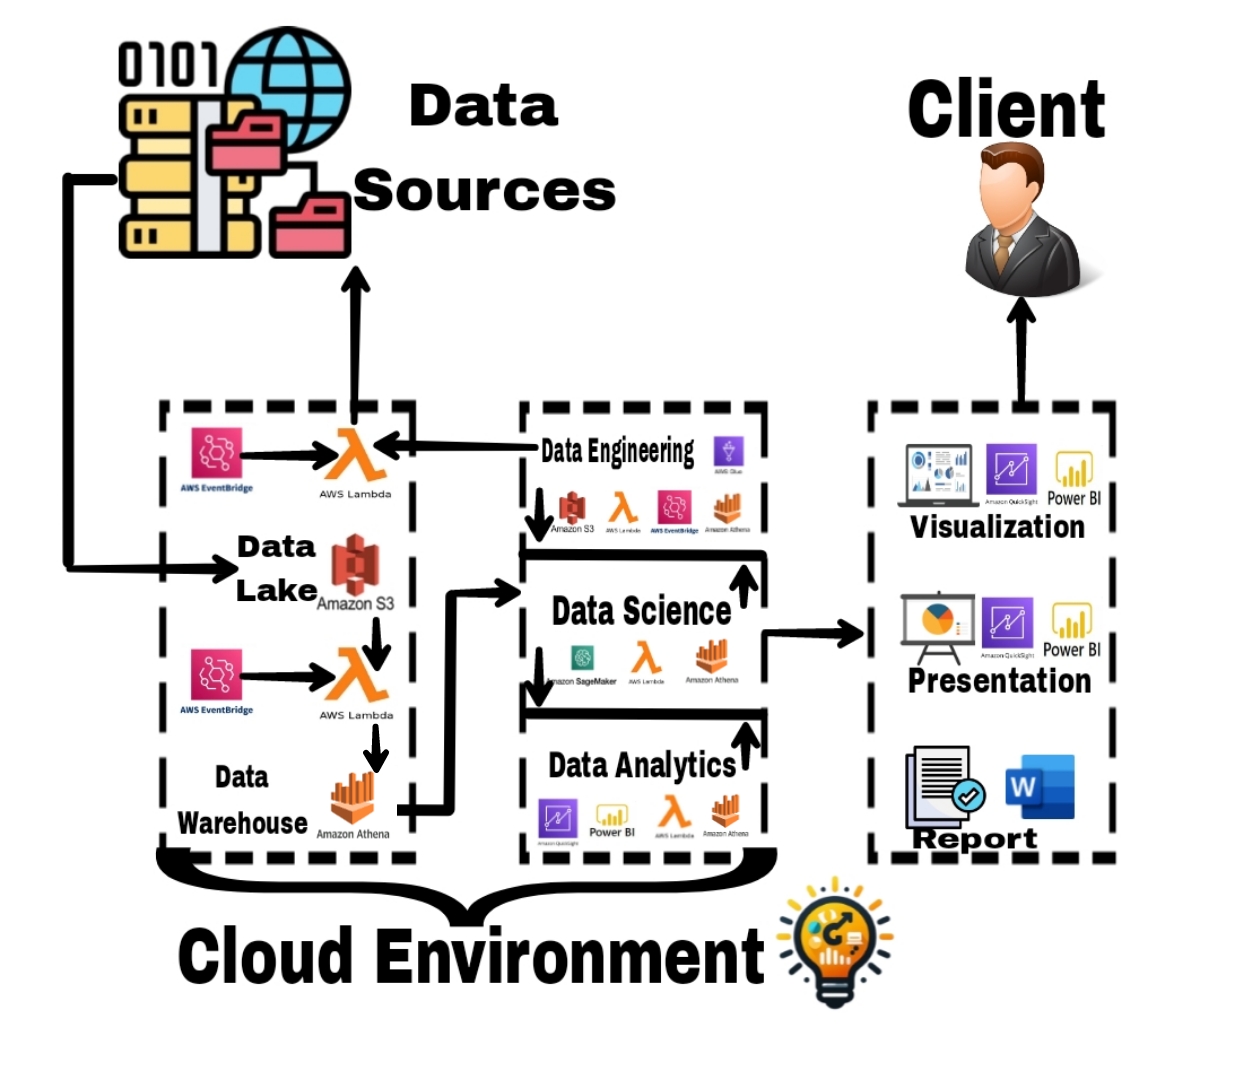 0101
Data
Sources
Client
AWS EventBridge
AWS Lambda
Data
Lake
Amazon S3
AWS EventBridge
AWS Lambda
Data
Warehouse
Amazon Athena
Data Engineering
AWS Glue
Amazon S3
AWS Lambda
AWS EventBridge
Amazon Athena
Data Science
Amazon SageMaker
AWS Lambda
Amazon Athena
Data Analytics
Amazon QuickSight
Power BI
AWS Lambda
Amazon Athena
Amazon QuickSight
Power BI
Visualization
Amazon QuickSight
Power BI
Presentation
W
Report
Cloud Environment